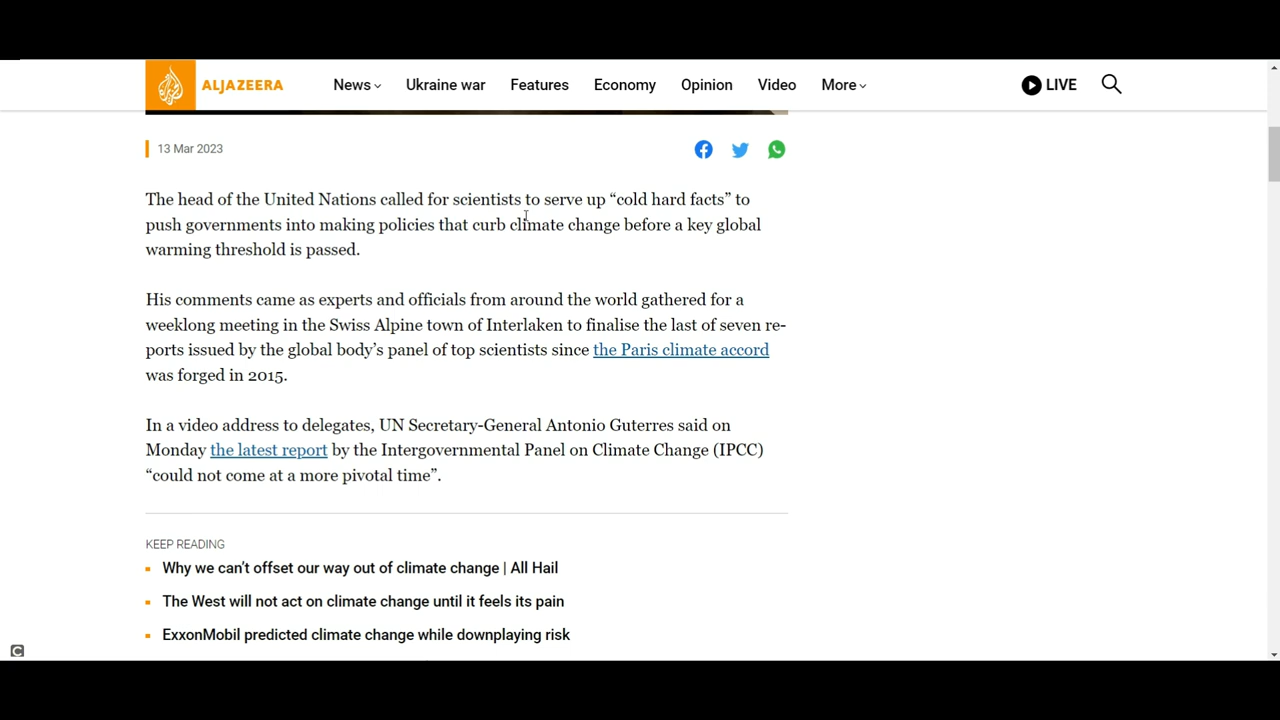 ALJAZEERA News Ukraine war Features Economy Opinion Video More LIVE
13 Mar 2023
The head of the United Nations called for scientists to serve up “cold hard facts” to
push governments into making policies that curb climate change before a key global
warming threshold is passed.
His comments came as experts and officials from around the world gathered for a
weeklong meeting in the Swiss Alpine town of Interlaken to finalise the last of seven re-
ports issued by the global body’s panel of top scientists since the Paris climate accord
was forged in 2015.
In a video address to delegates, UN Secretary-General Antonio Guterres said on
Monday the latest report by the Intergovernmental Panel on Climate Change (IPCC)
“could not come at a more pivotal time”.
KEEP READING
Why we can’t offset our way out of climate change | All Hail
The West will not act on climate change until it feels its pain
ExxonMobil predicted climate change while downplaying risk
C